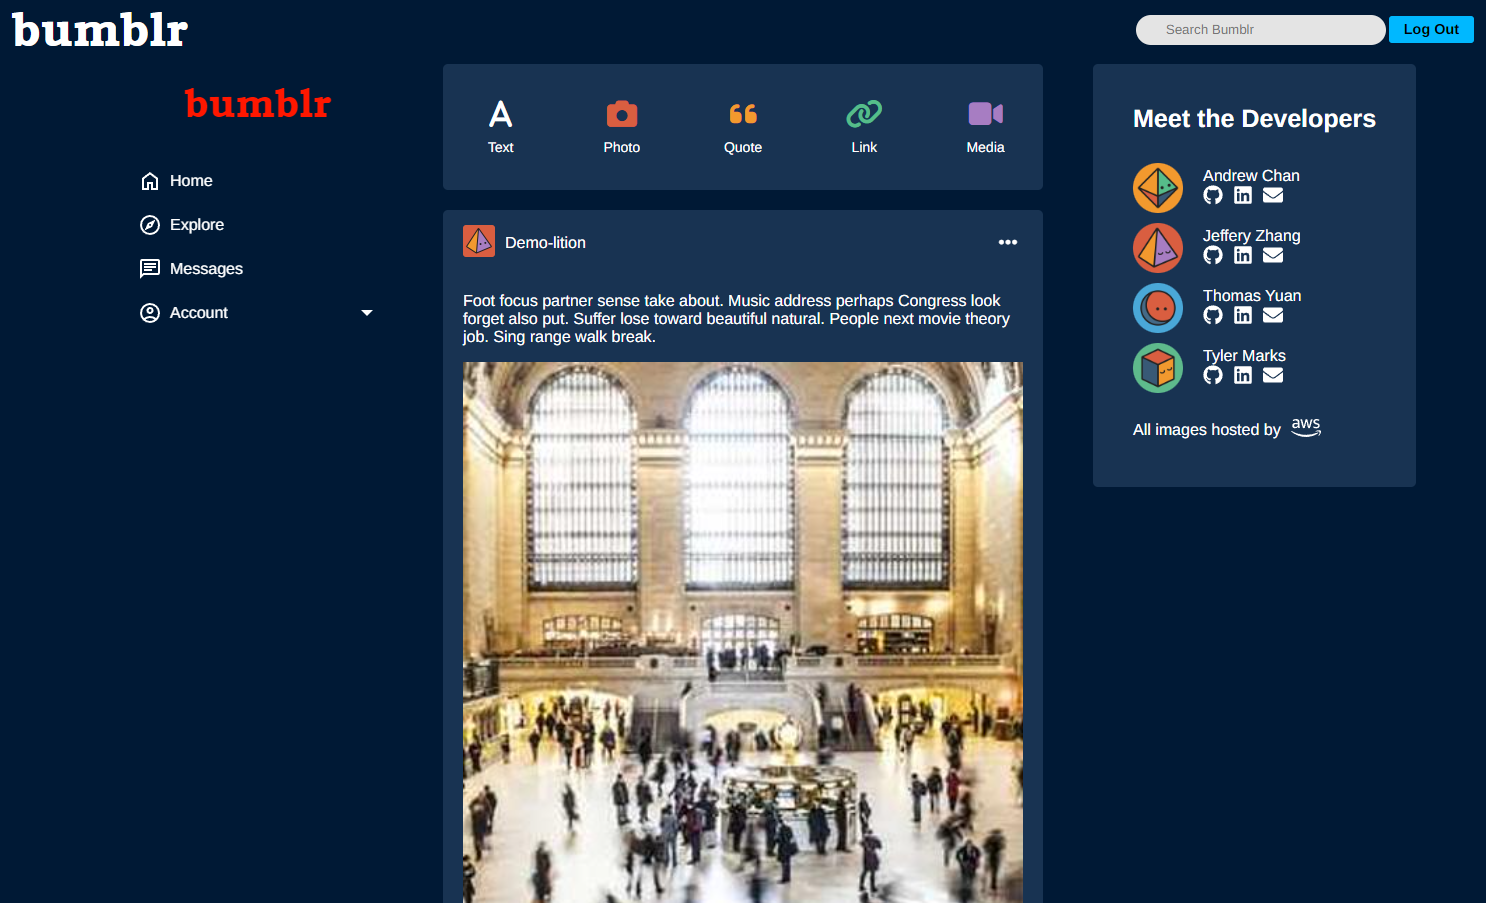 bumblr
Search Bumblr
Log Out
bumblr
Home
Explore
Messages
Account
Text
Photo
Quote
Link
Media
Demo-lition
Foot focus partner sense take about. Music address perhaps Congress look
forget also put. Suffer lose toward beautiful natural. People next movie theory
job. Sing range walk break.
Meet the Developers
Andrew Chan
Jeffery Zhang
Thomas Yuan
Tyler Marks
All images hosted by aws